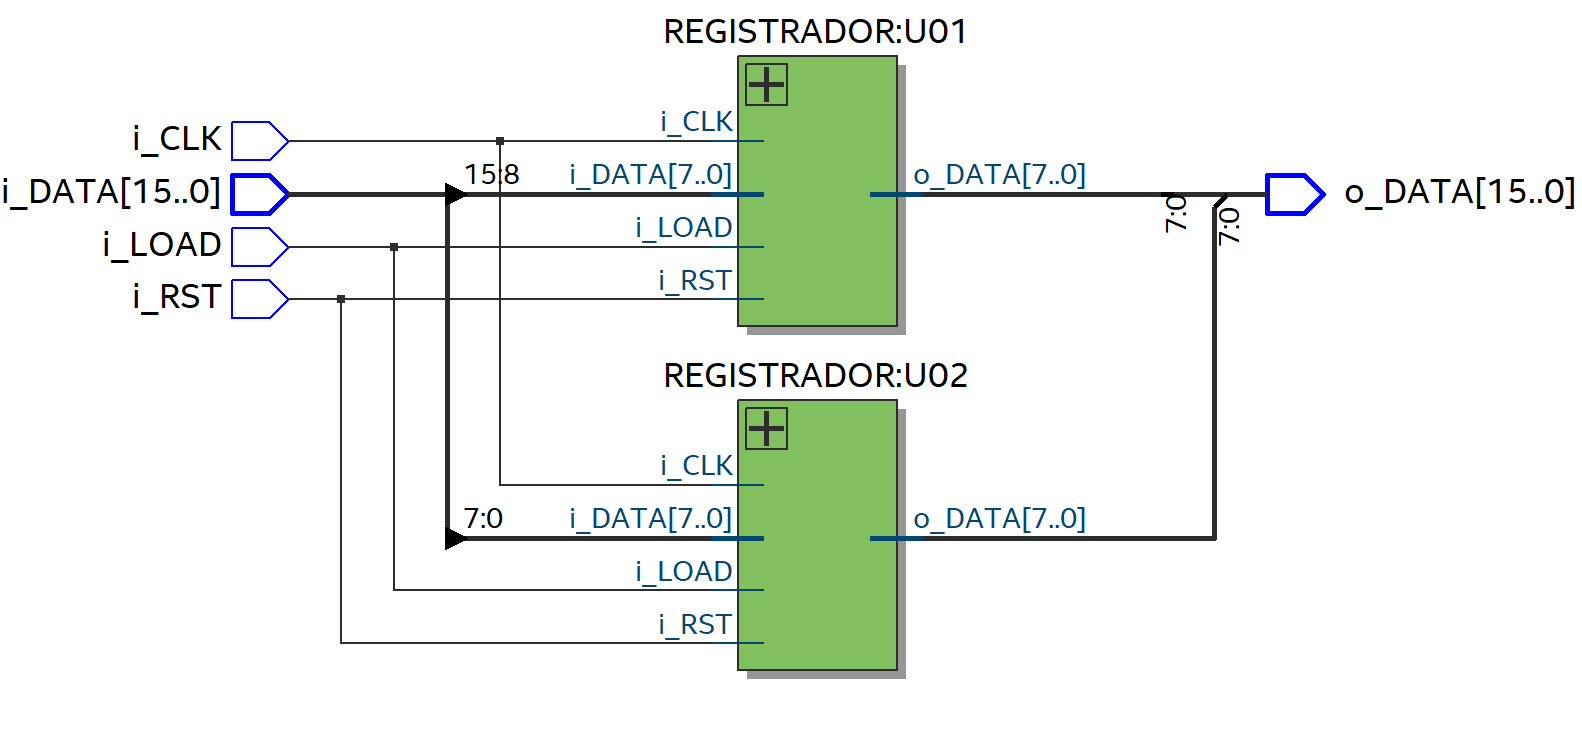 REGISTRADOR:U01
i_CLK
i_DATA[15..0]
i_LOAD
i_RST
15:8
i_CLK
i_DATA[7..0]
i_LOAD
i_RST
o_DATA[7..0]
7:0
7:0
o_DATA[15..0]
REGISTRADOR:U02
7:0
i_CLK
i_DATA[7..0]
i_LOAD
i_RST
o_DATA[7..0]